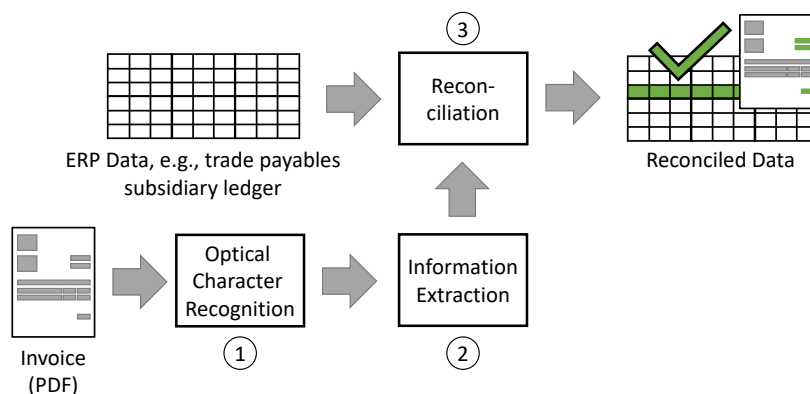 3
Recon-
ciliation
ERP Data, e.g., trade payables
subsidiary ledger
Reconciled Data
Optical
Character
Recognition
Information
Extraction
1
2
Invoice
(PDF)